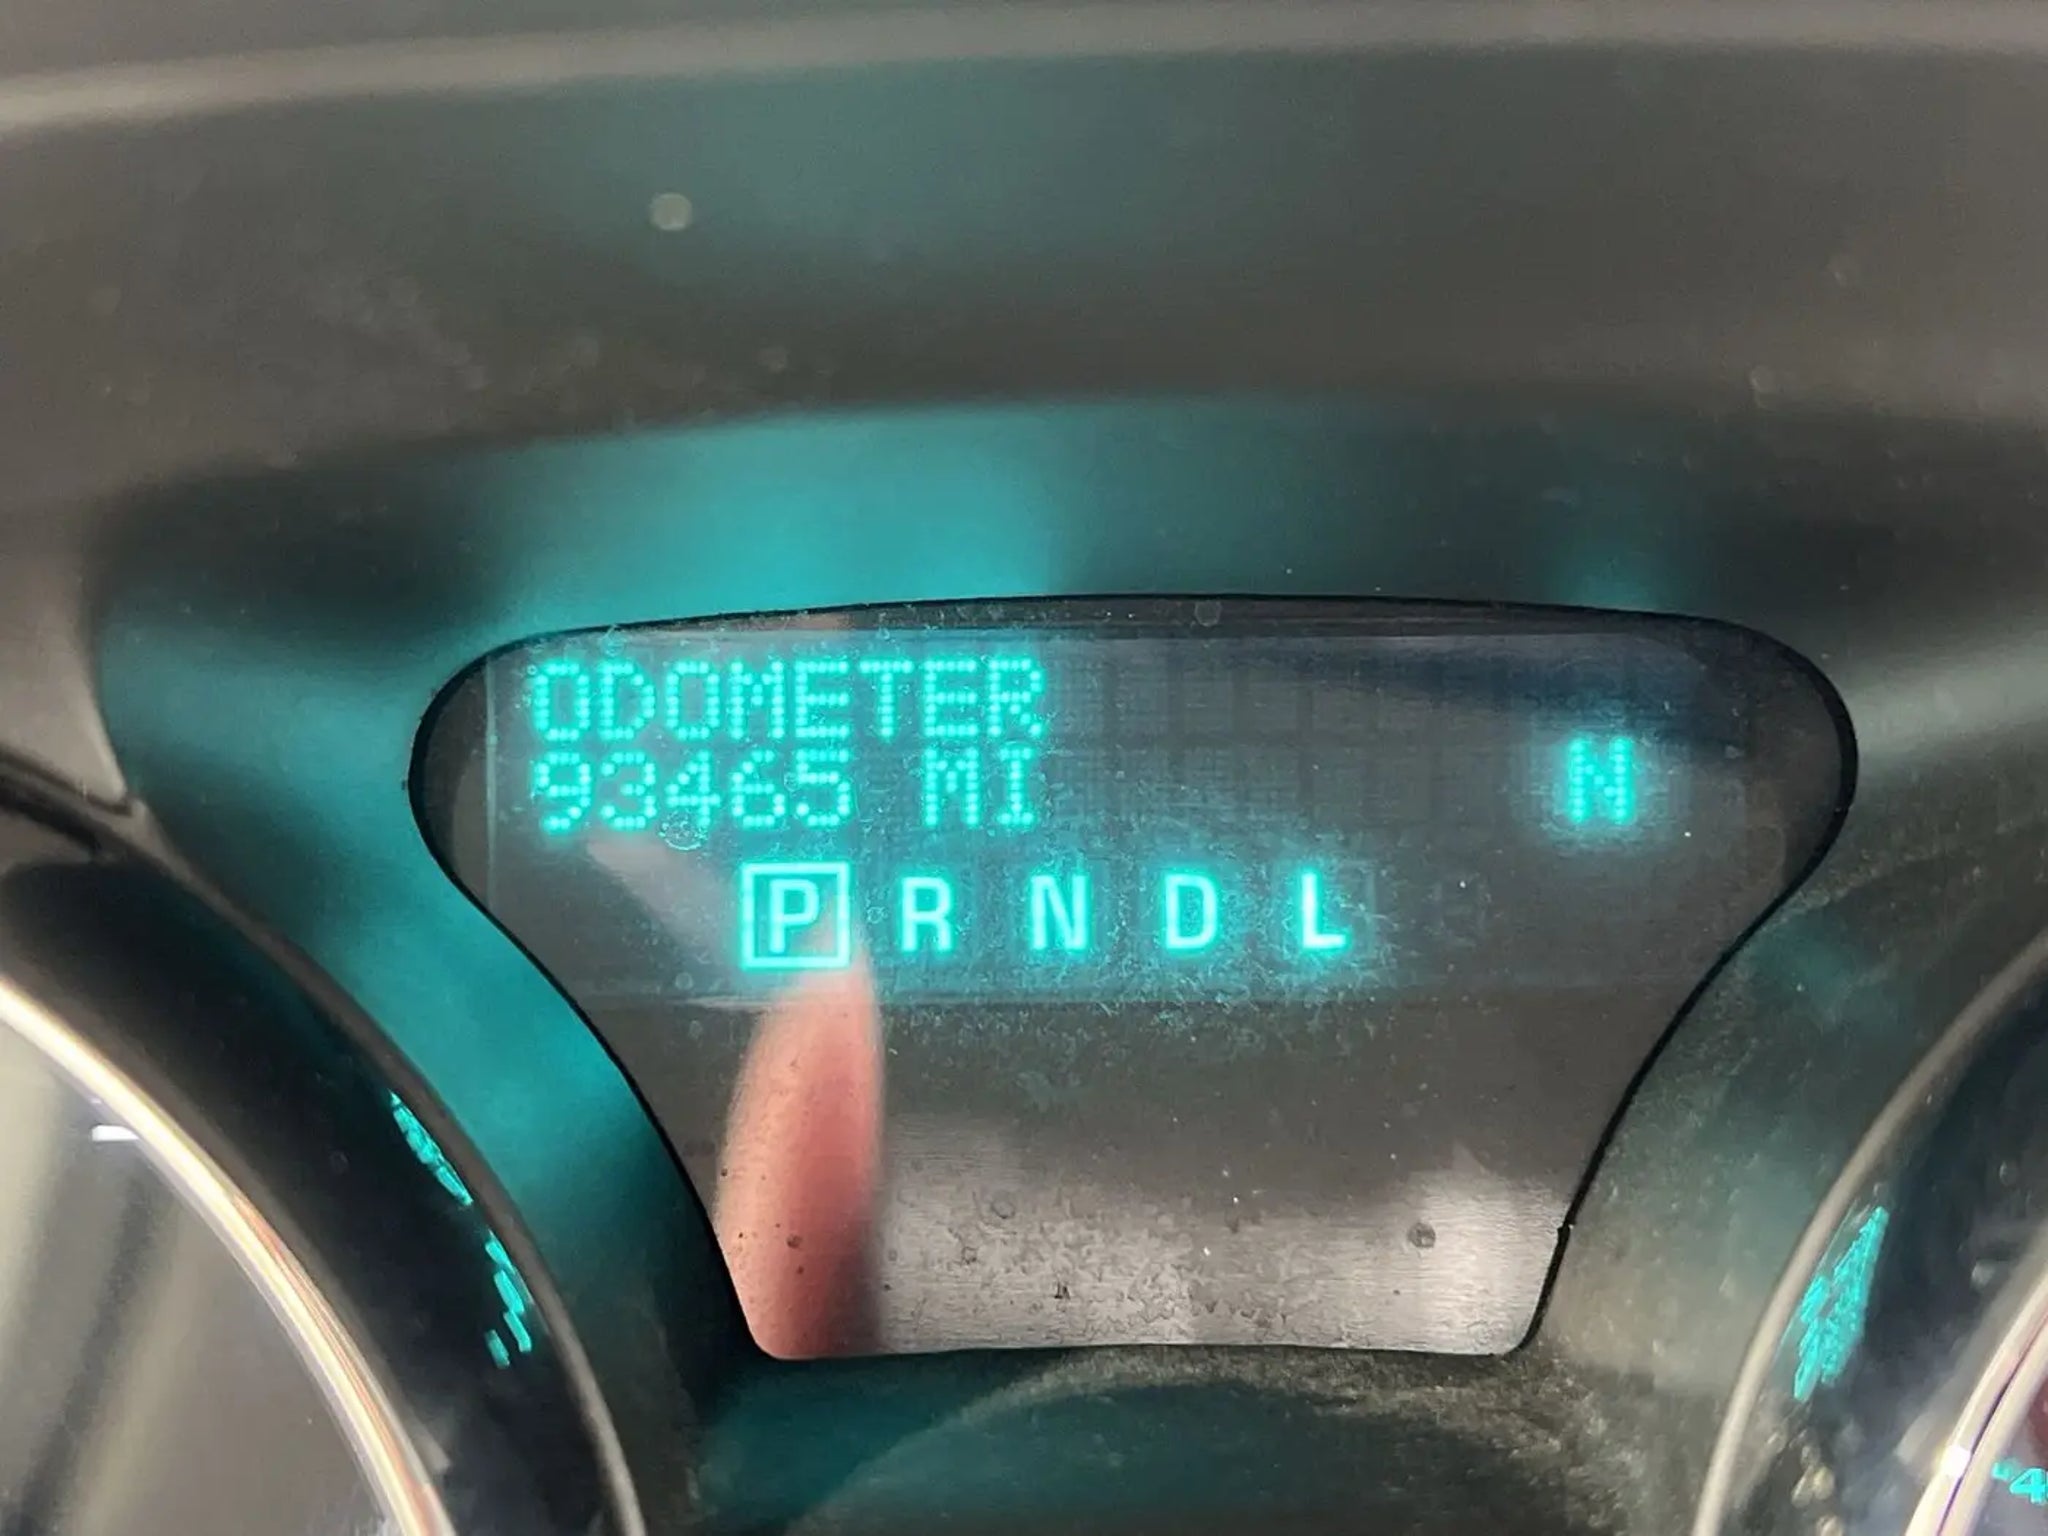 ODOMETER
93465 MI N
P R N D L